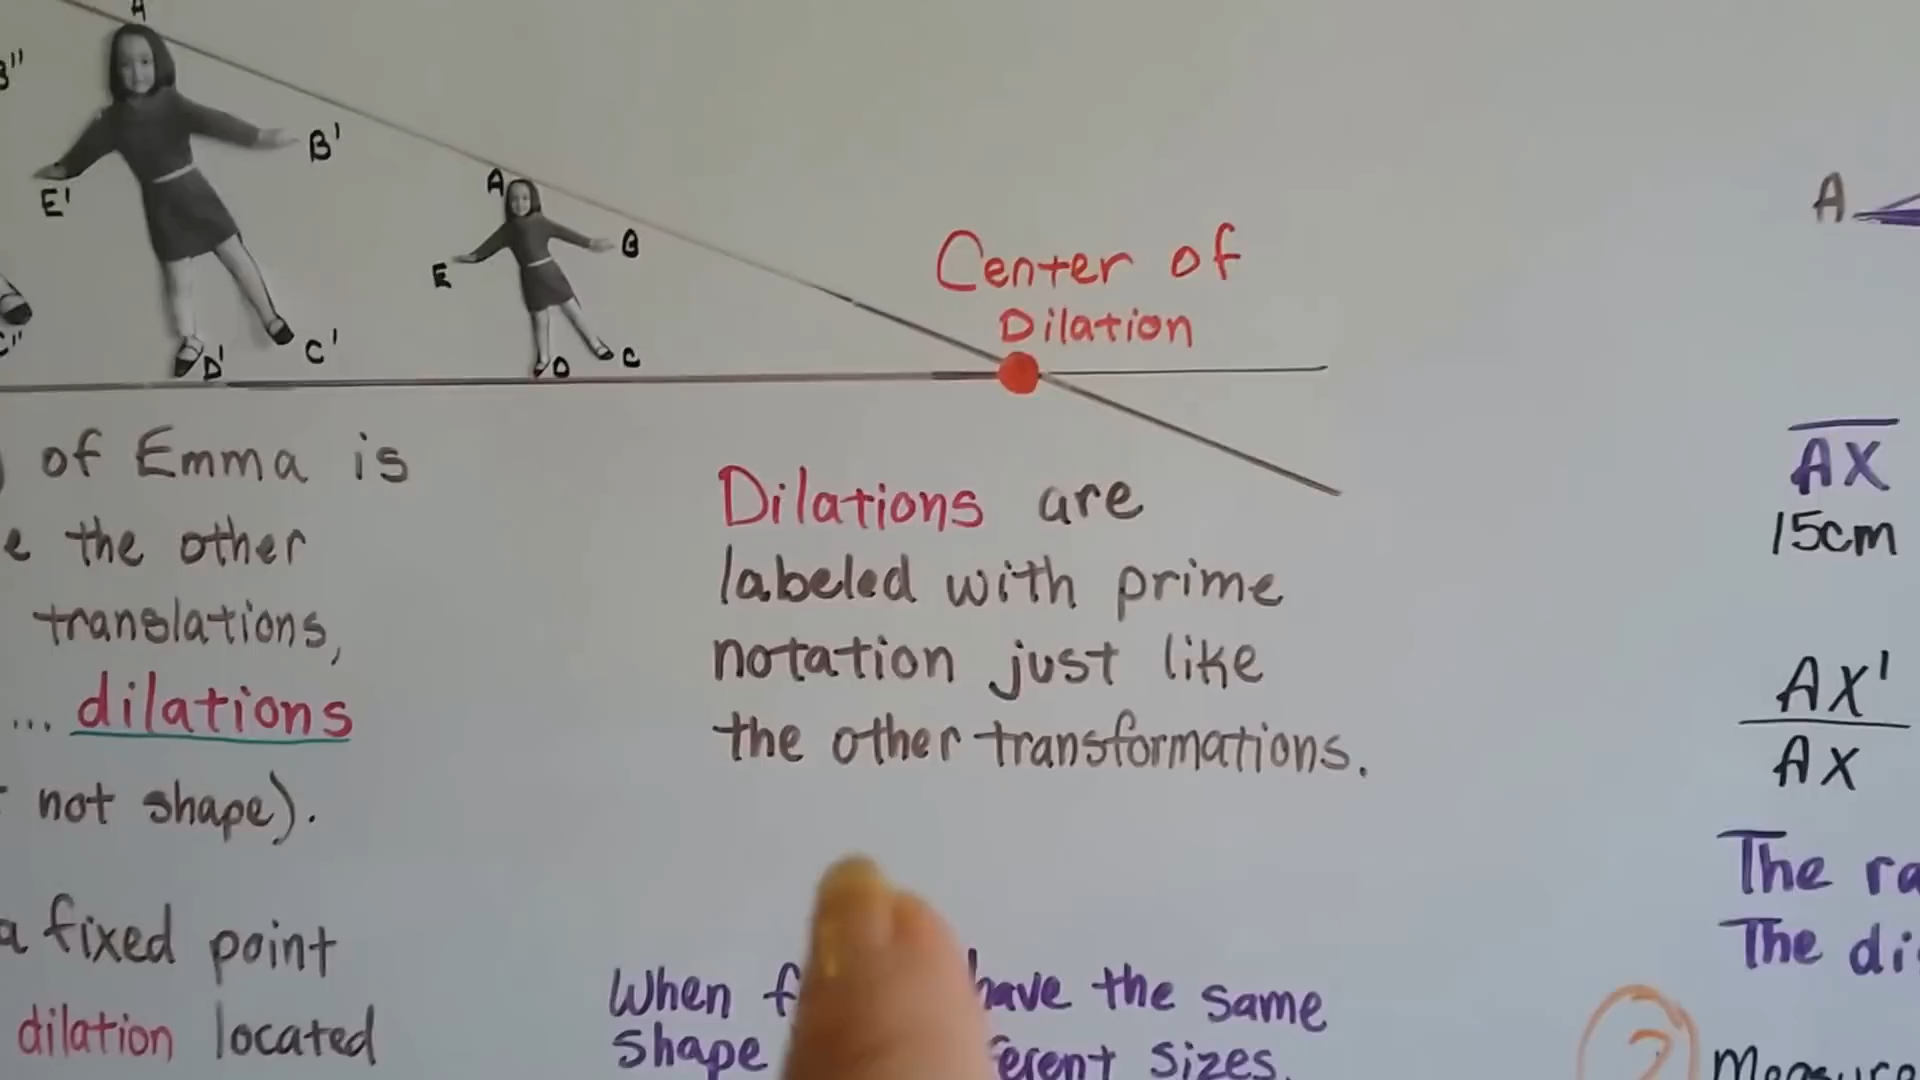 A
B"
B'
E'
A
B
E
C"
D'
C'
D
C
Center of
Dilation
of Emma is
the other
translations,
... dilations
not shape).
a fixed point
dilation located
Dilations are
labeled with prime
notation just like
the other transformations.
When have the same
shape sizes.
A
AX
15cm
AX'
AX
The
The
2
Measure